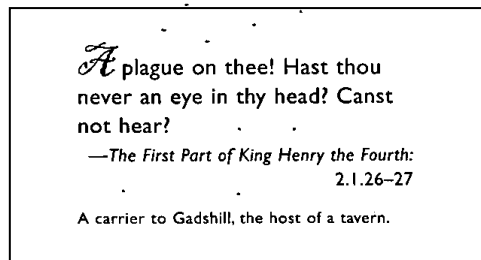 A plague on thee! Hast thou
never an eye in thy head? Canst
not hear?
—The First Part of King Henry the Fourth:
2.1.26–27
A carrier to Gadshill, the host of a tavern.